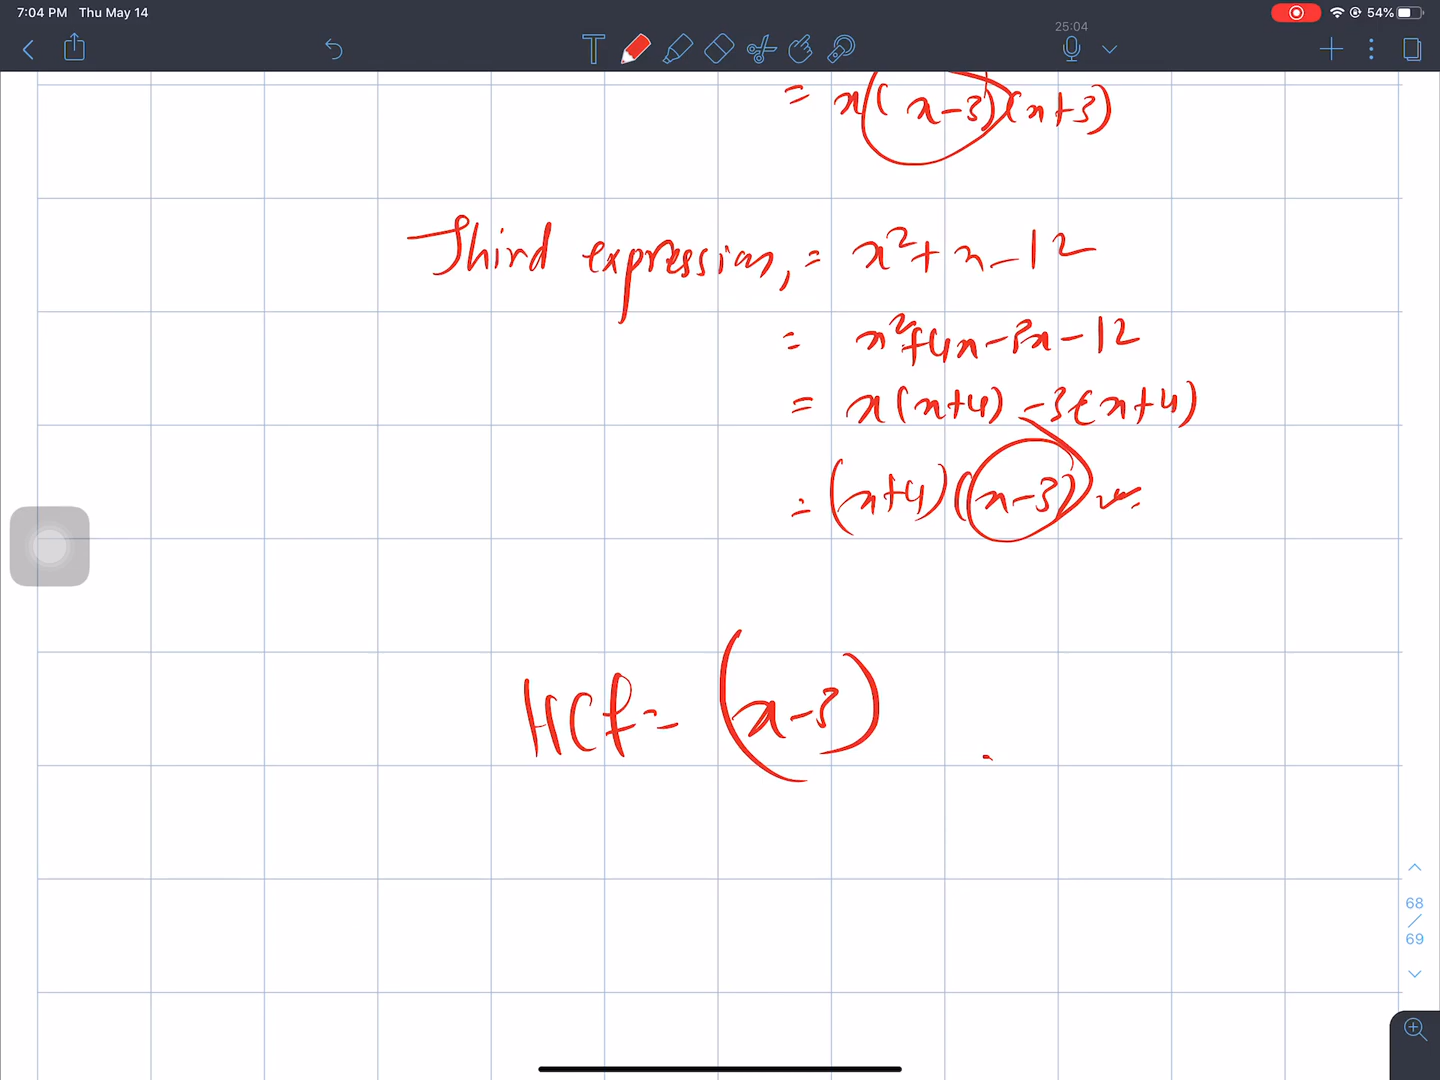 7:04 PM Thu May 14
54%
25:04
T
= x(x-3)(x+3)
Third expression, = x²+x-12
= x²+4x-3x-12
= x(x+4)-3(x+4)
= (x+4)(x-3)
HCf= (x-3)
68
/
69